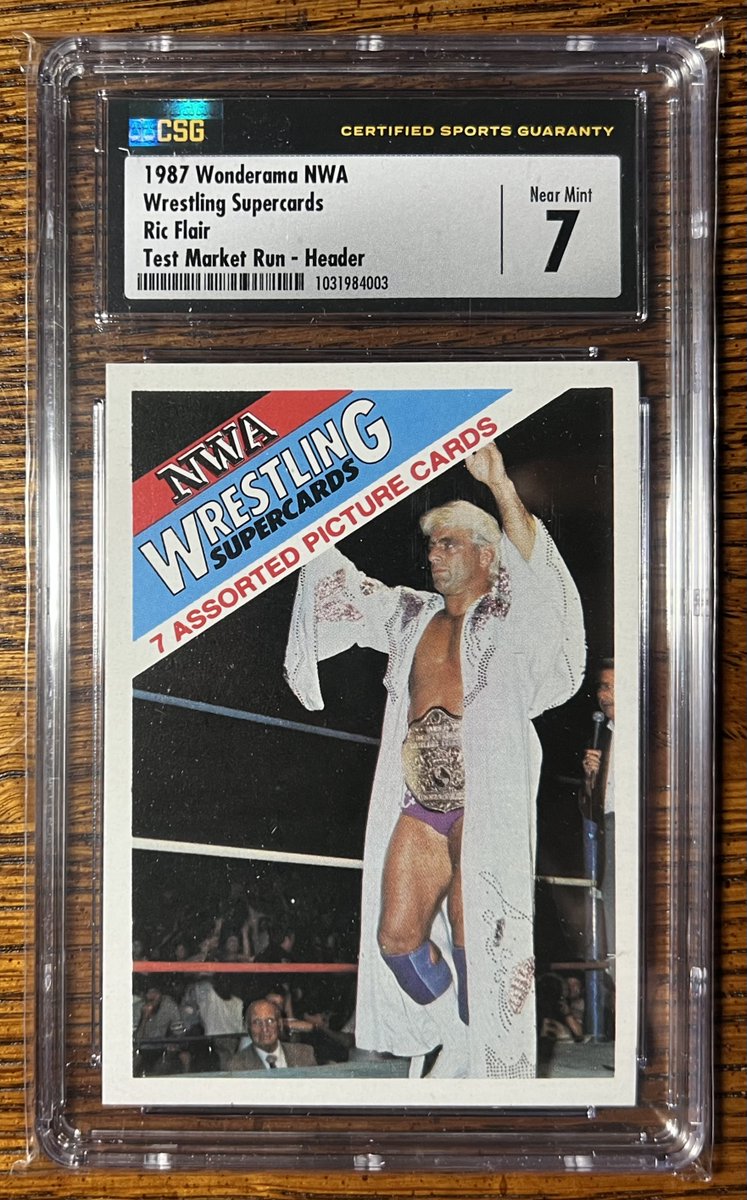 CSG
CERTIFIED SPORTS GUARANTY
1987 Wonderama NWA
Wrestling Supercards
Ric Flair
Test Market Run - Header
1031984003
Near Mint
7
NWA
WRESTLING
SUPERCARDS
7 ASSORTED PICTURE CARDS